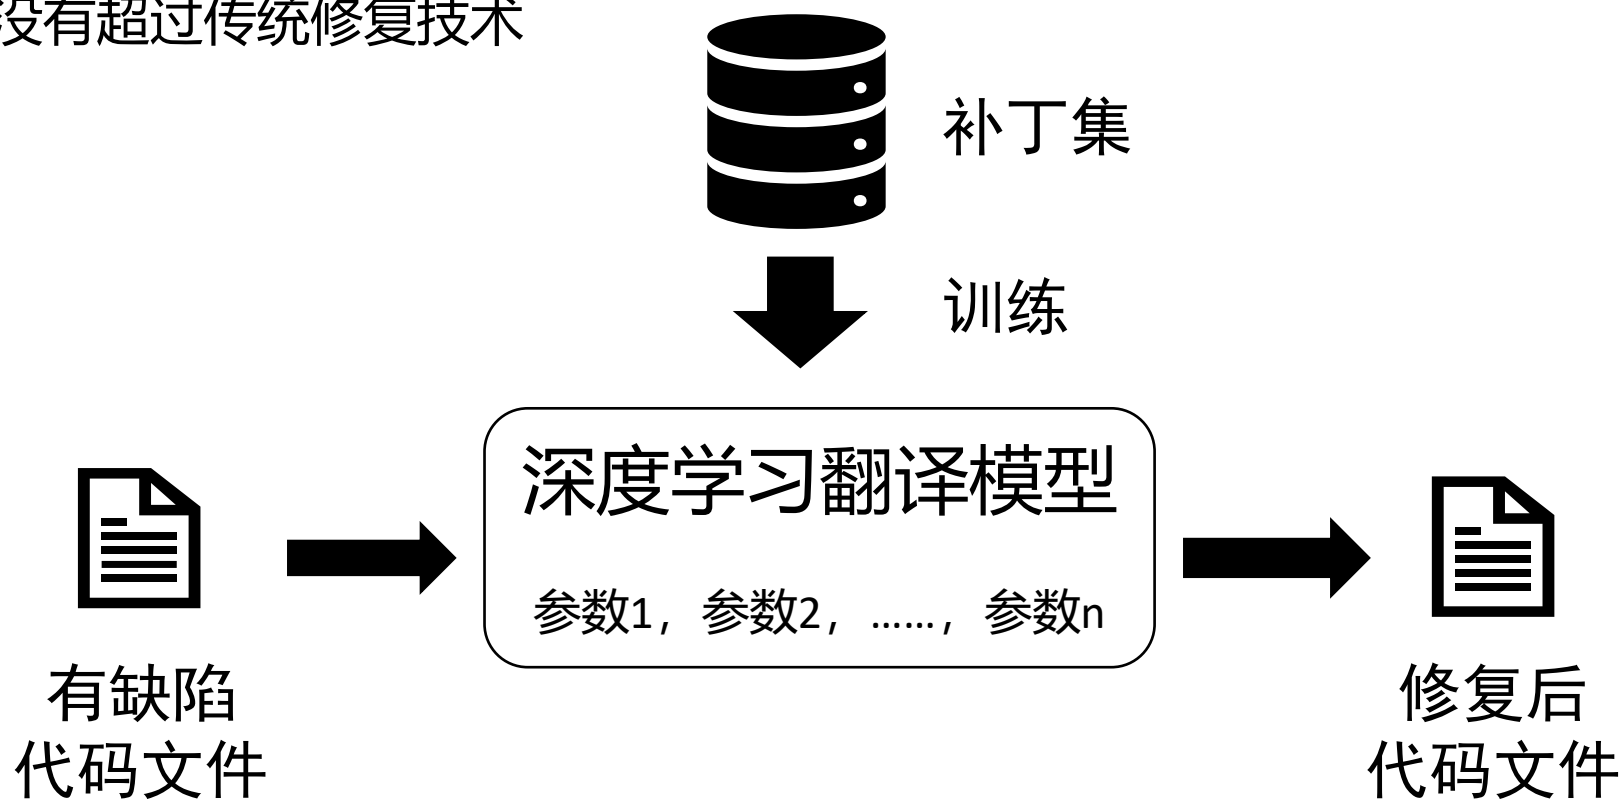 没有超过传统修复技术
补丁集
训练
深度学习翻译模型
参数1，参数2，……，参数n
有缺陷
代码文件
修复后
代码文件